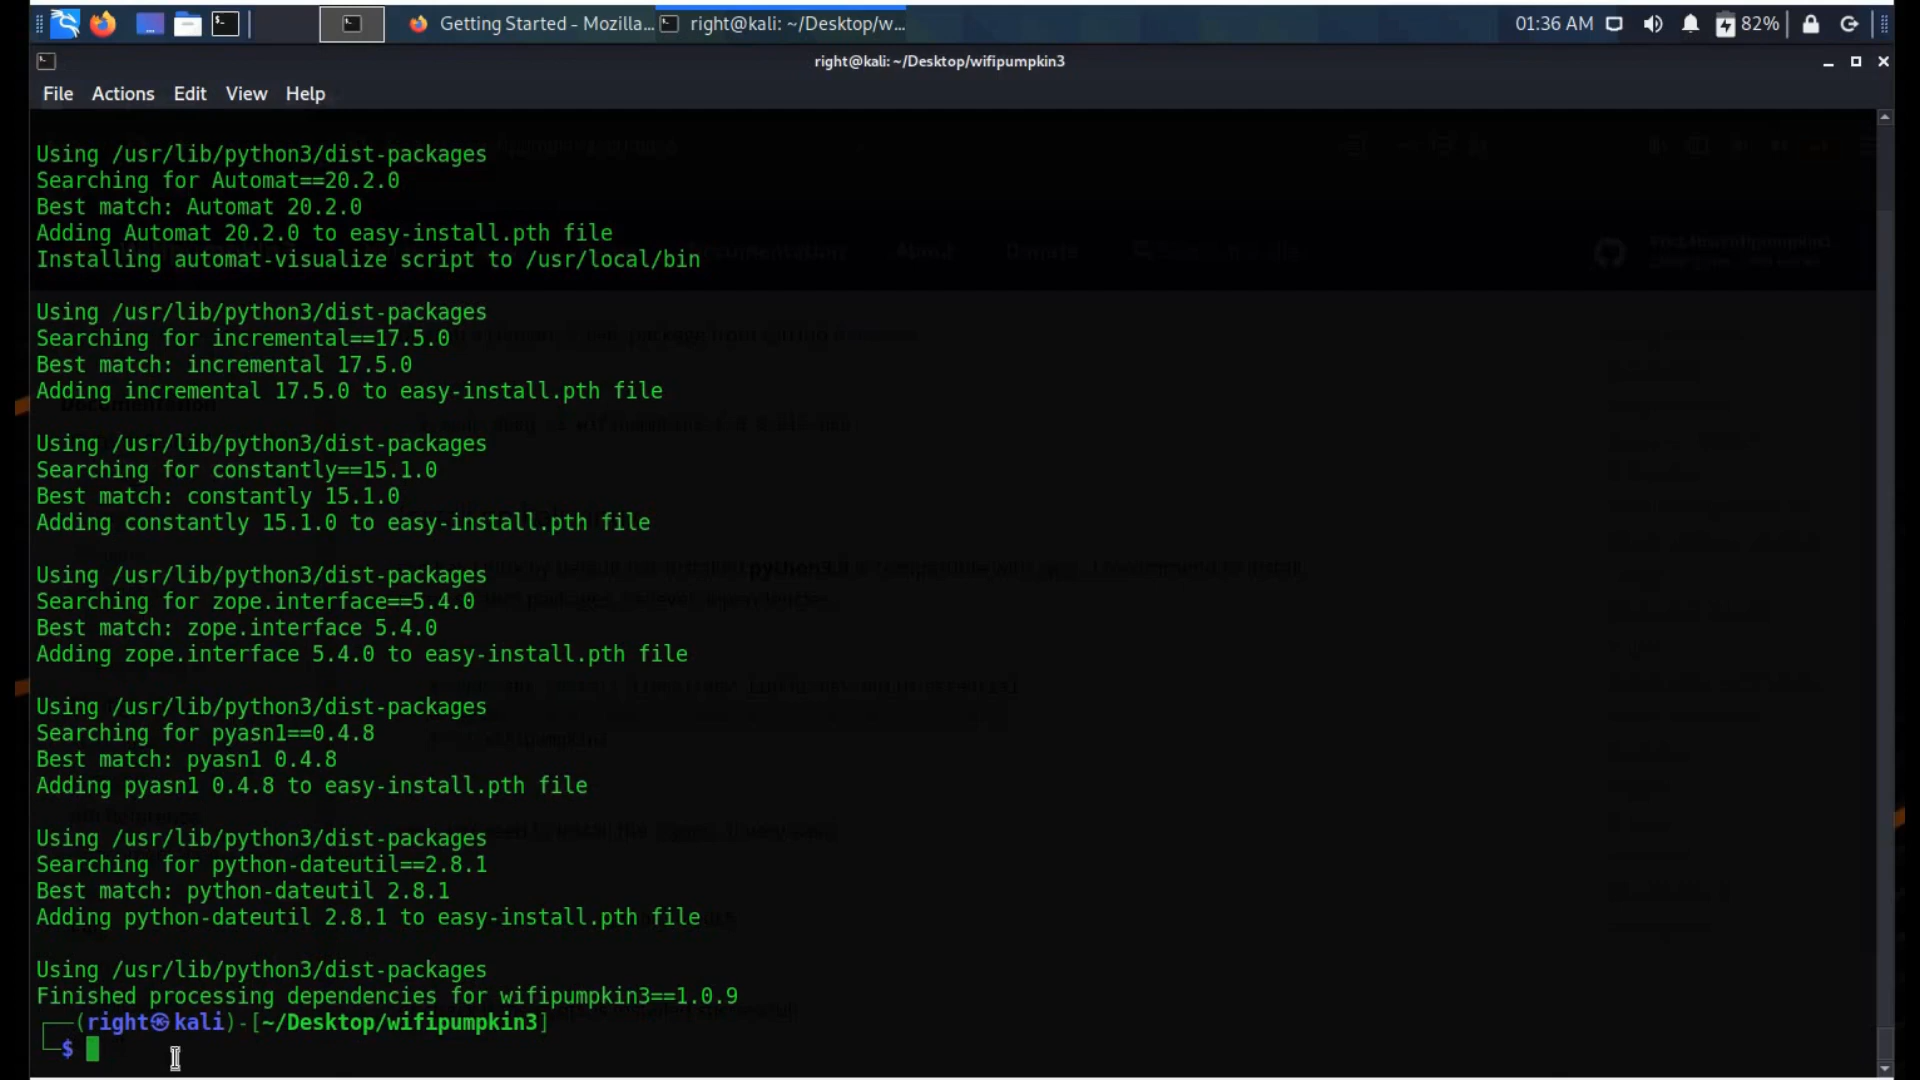 Getting Started - Mozilla...
right@kali: ~/Desktop/w...
01:36 AM
82%
right@kali: ~/Desktop/wifipumpkin3
File Actions Edit View Help
Using /usr/lib/python3/dist-packages
Searching for Automat==20.2.0
Best match: Automat 20.2.0
Adding Automat 20.2.0 to easy-install.pth file
Installing automat-visualize script to /usr/local/bin
Using /usr/lib/python3/dist-packages
Searching for incremental==17.5.0
Best match: incremental 17.5.0
Adding incremental 17.5.0 to easy-install.pth file
Using /usr/lib/python3/dist-packages
Searching for constantly==15.1.0
Best match: constantly 15.1.0
Adding constantly 15.1.0 to easy-install.pth file
Using /usr/lib/python3/dist-packages
Searching for zope.interface==5.4.0
Best match: zope.interface 5.4.0
Adding zope.interface 5.4.0 to easy-install.pth file
Using /usr/lib/python3/dist-packages
Searching for pyasn1==0.4.8
Best match: pyasn1 0.4.8
Adding pyasn1 0.4.8 to easy-install.pth file
Using /usr/lib/python3/dist-packages
Searching for python-dateutil==2.8.1
Best match: python-dateutil 2.8.1
Adding python-dateutil 2.8.1 to easy-install.pth file
Using /usr/lib/python3/dist-packages
Finished processing dependencies for wifipumpkin3==1.0.9
┌──(right㉿kali)-[~/Desktop/wifipumpkin3]
└─$